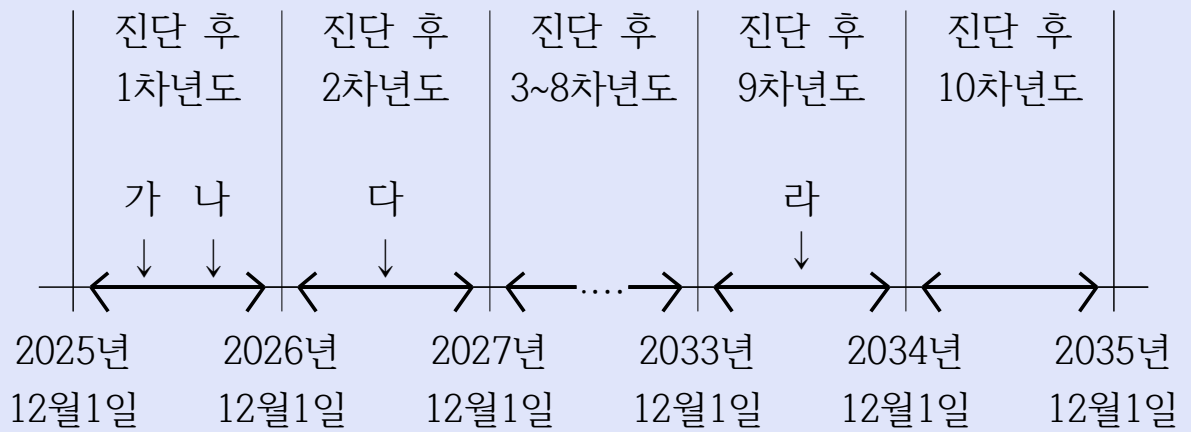 진단 후 진단 후 진단 후 진단 후 진단 후
1차년도 2차년도 3~8차년도 9차년도 10차년도
가 나 다 라
....
2025년 2026년 2027년 2033년 2034년 2035년
12월1일 12월1일 12월1일 12월1일 12월1일 12월1일